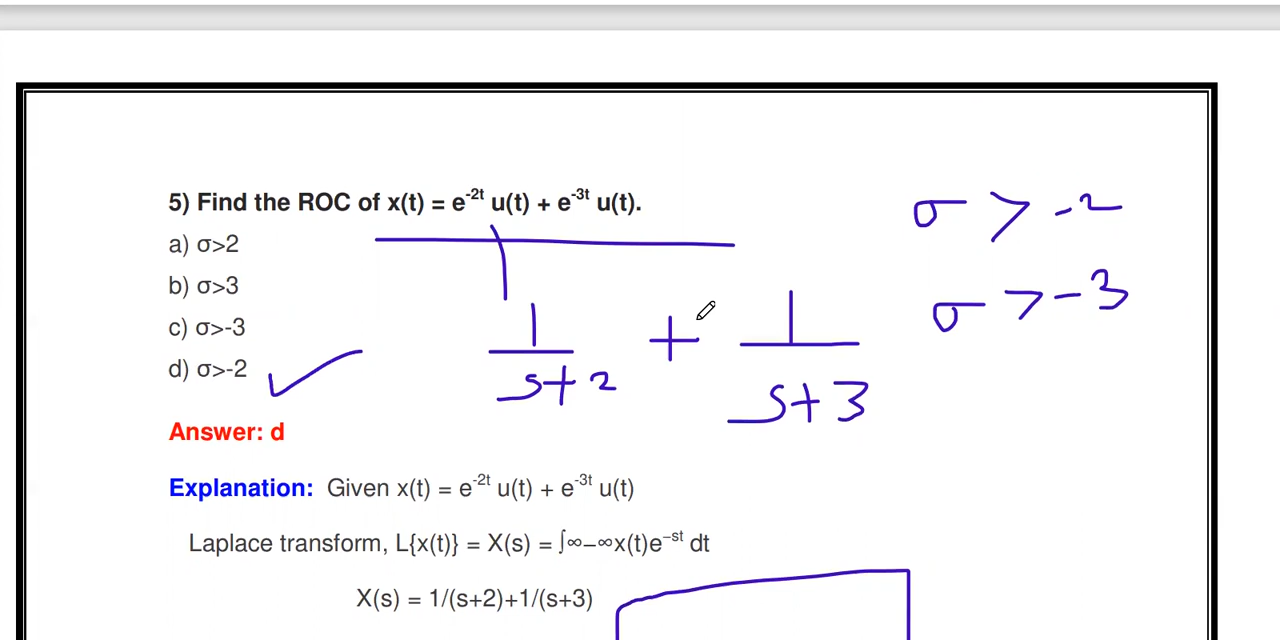 5) Find the ROC of x(t) = e⁻²ᵗ u(t) + e⁻³ᵗ u(t).
a) σ>2
b) σ>3
c) σ>-3
d) σ>-2
σ > -2
σ > -3
1/s+2 + 1/s+3
Answer: d
Explanation: Given x(t) = e⁻²ᵗ u(t) + e⁻³ᵗ u(t)
Laplace transform, L{x(t)} = X(s) = ∫∞−∞x(t)e⁻ˢᵗ dt
X(s) = 1/(s+2)+1/(s+3)